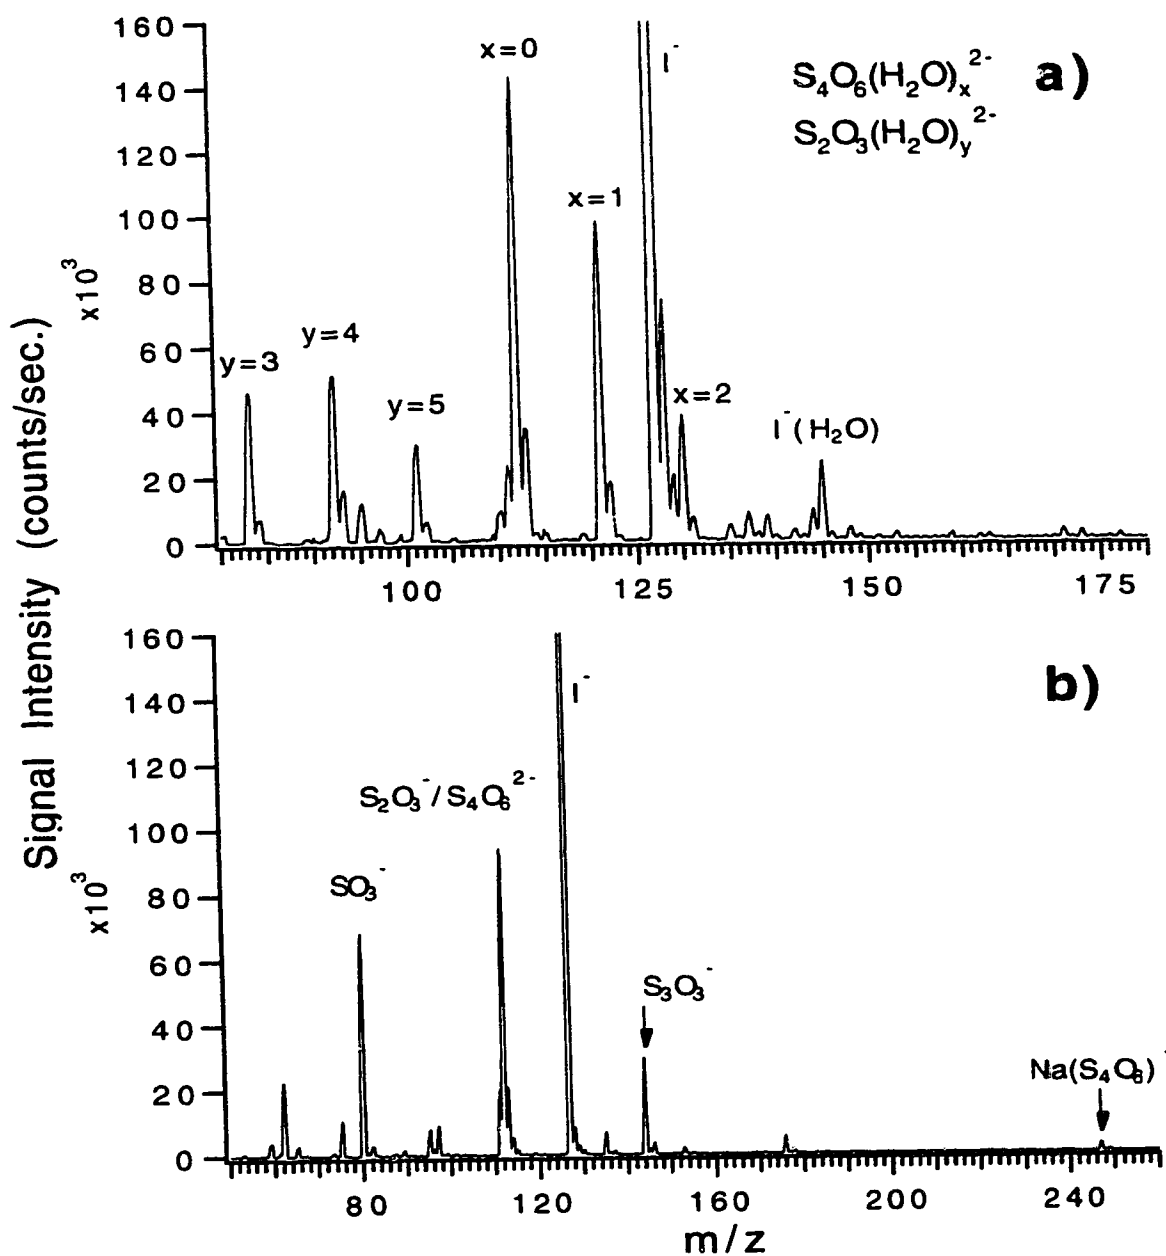 160
140
120
100
80
60
40
20
0
x10³
x=0
I⁻
S₄O₆(H₂O)ₓ²⁻
a)
S₂O₃(H₂O)ᵧ²⁻
x=1
y=3
y=4
y=5
x=2
I⁻(H₂O)
100
125
150
175
Signal Intensity (counts/sec.)
160
140
120
100
80
60
40
20
0
x10³
I⁻
b)
S₂O₃⁻/S₄O₆²⁻
SO₃⁻
S₃O₃⁻
Na(S₄O₆)⁻
80
120
160
200
240
m/z